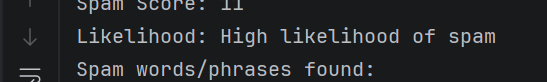 Spam Score: 11
Likelihood: High likelihood of spam
Spam words/phrases found: